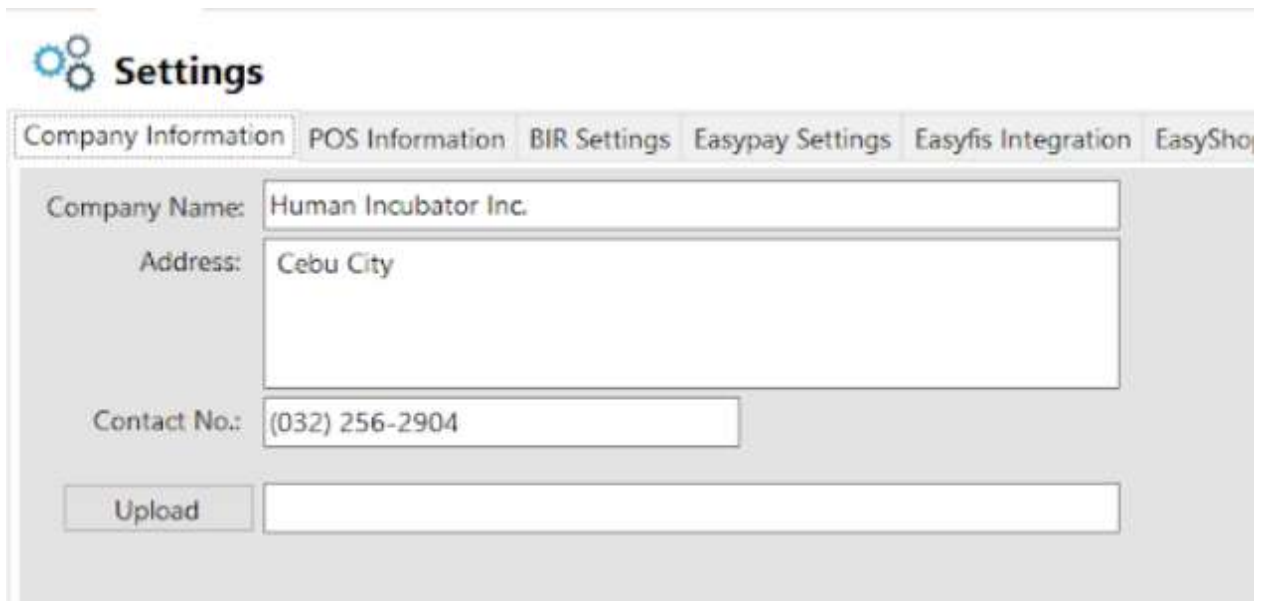 Settings
Company Information POS Information BIR Settings Easypay Settings Easyfis Integration
Company Name: Human Incubator Inc.
Address: Cebu City
Contact No.: (032) 256-2904
Upload